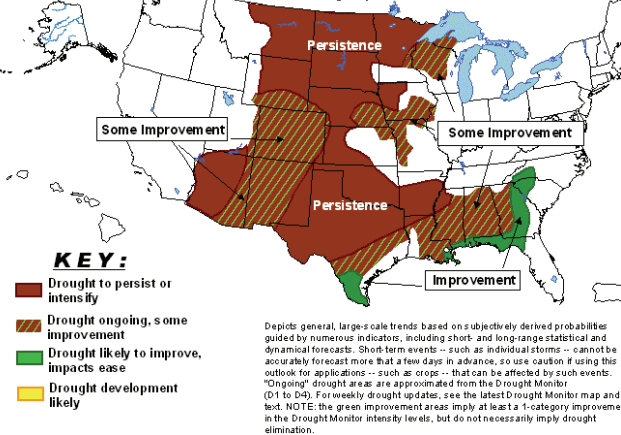 Persistence
Some Improvement
Some Improvement
Persistence
Improvement
KEY:
Drought to persist or
intensify
Drought ongoing, some
improvement
Drought likely to improve,
impacts ease
Drought development
likely
Depicts general, large-scale trends based on subjectively derived probabilities
guided by numerous indicators, including short- and long-range statistical and
dynamical forecasts. Short-term events -- such as individual storms -- cannot be
accurately forecast more that a few days in advance, so use caution if using this
outlook for applications -- such as crops -- that can be affected by such events.
"Ongoing" drought areas are approximated from the Drought Monitor
(D1 to D4). For weekly drought updates, see the latest Drought Monitor map and
text. NOTE: the green improvement areas imply at least a 1-category improveme
in the Drought Monitor intensity levels, but do not necessarily imply drought
elimination.